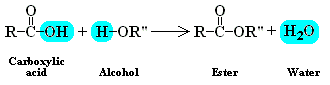 O O
R–C–OH + H–OR" → R–C–OR" + H₂O
Carboxylic acid Alcohol Ester Water